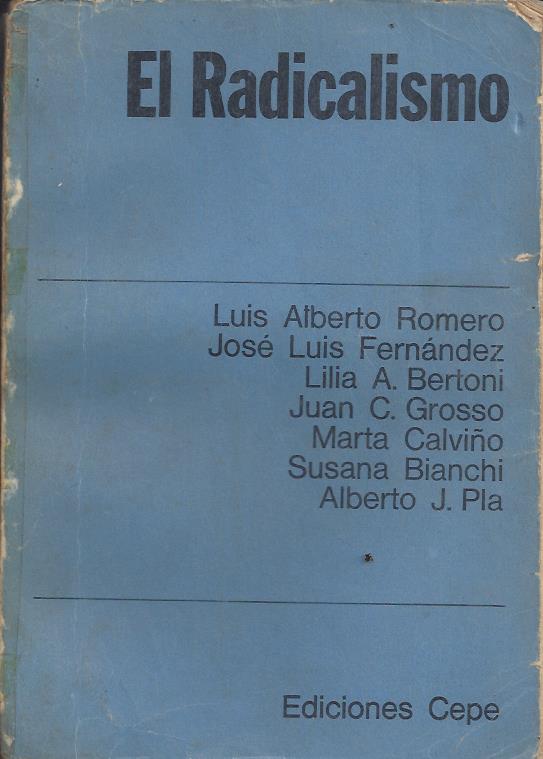 El Radicalismo
Luis Alberto Romero
José Luis Fernández
Lilia A. Bertoni
Juan C. Grosso
Marta Calviño
Susana Bianchi
Alberto J. Pla
Ediciones Cepe